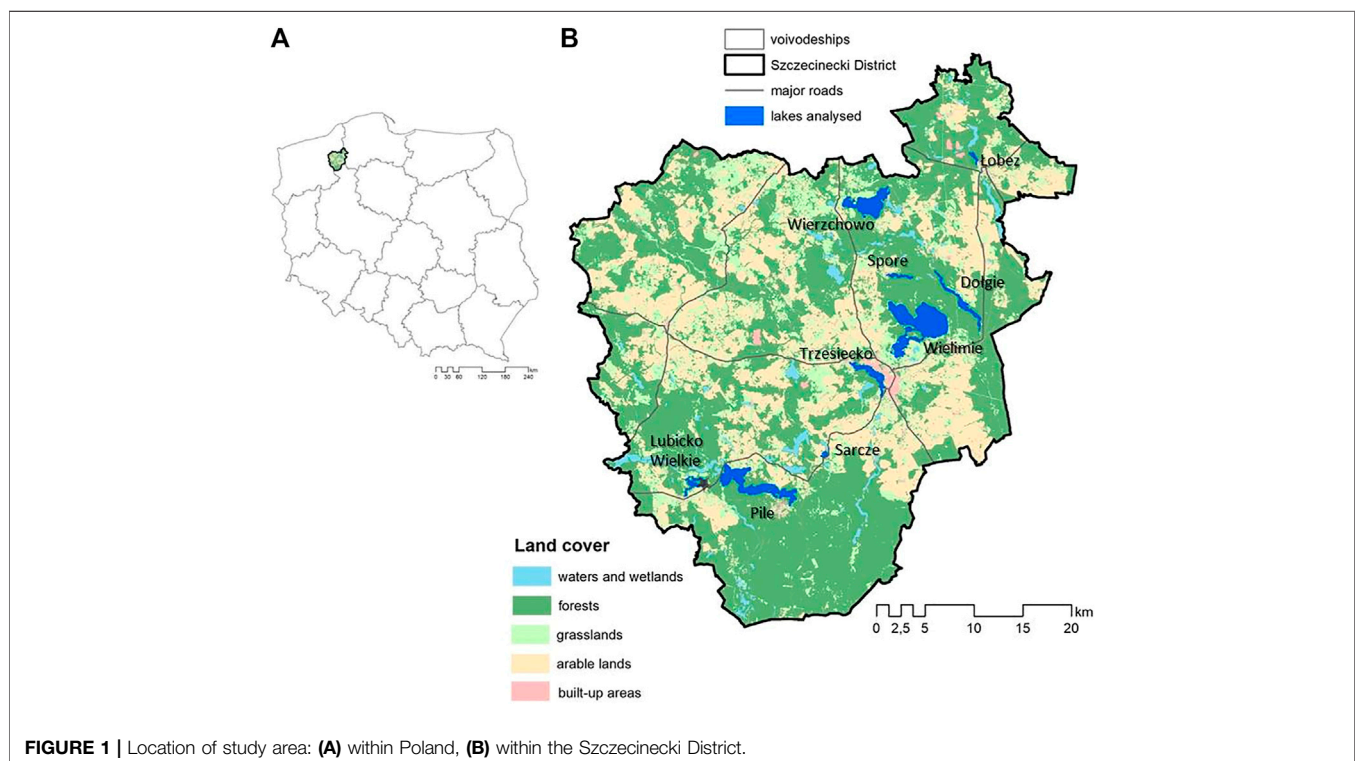 A
B
voivodeships
Szczecinecki District
major roads
lakes analysed
Łobez
Wierzchowo
Spore
Dołgie
Wielimie
Trzesiecko
Lubicko
Wielkie
Sarcze
Pile
0 30 60 120 180 240 km
Land cover
waters and wetlands
forests
grasslands
arable lands
built-up areas
0 2,5 5 10 15 20 km
FIGURE 1 | Location of study area: (A) within Poland, (B) within the Szczecinecki District.